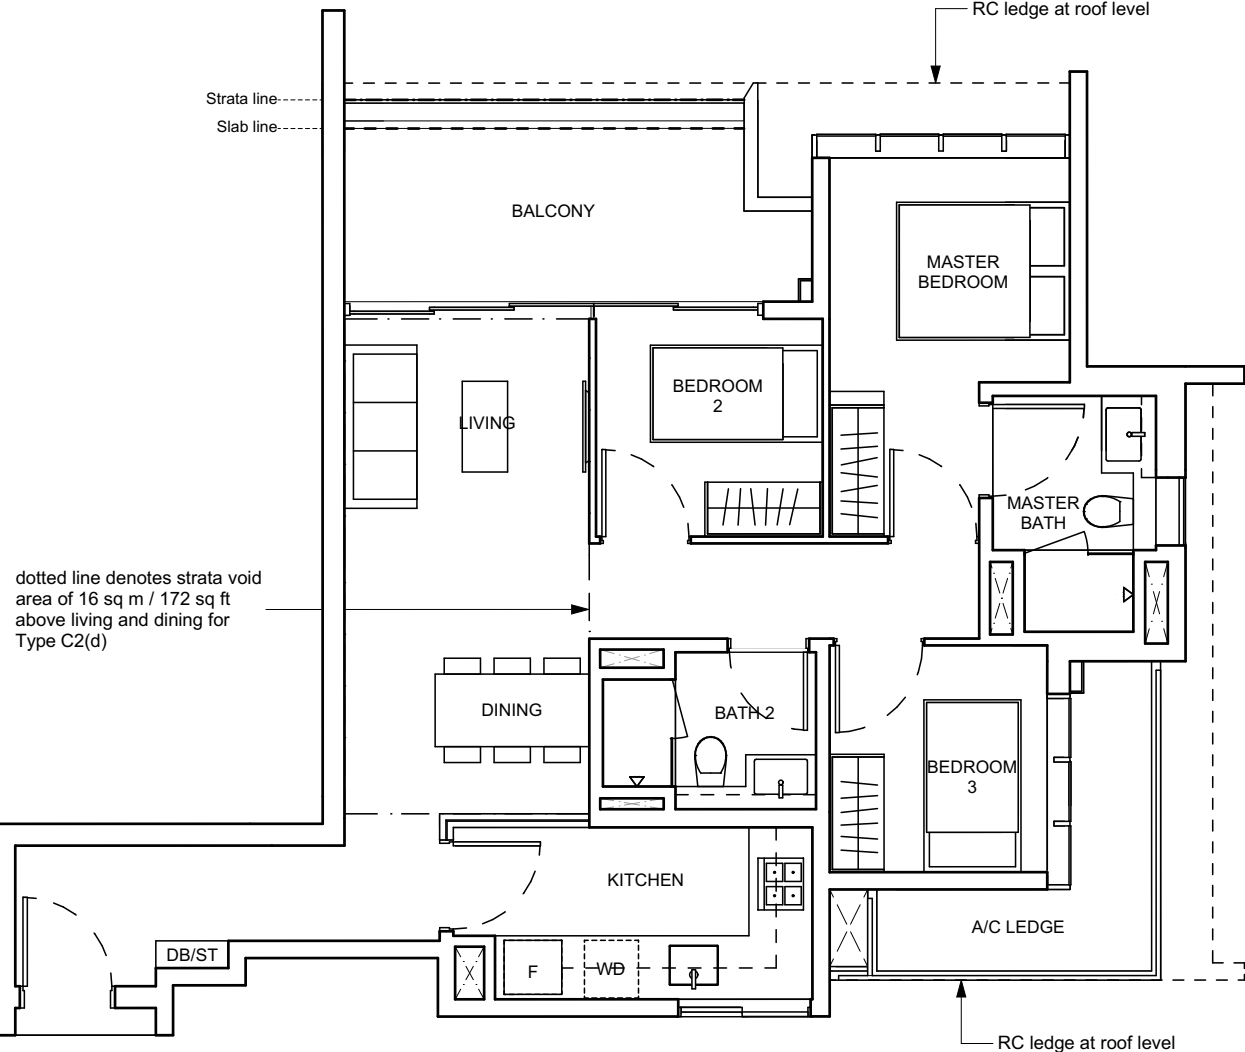 RC ledge at roof level
Strata line
Slab line
BALCONY
MASTER
BEDROOM
BEDROOM
2
LIVING
MASTER
BATH
dotted line denotes strata void
area of 16 sq m / 172 sq ft
above living and dining for
Type C2(d)
DINING
BATH 2
BEDROOM
3
KITCHEN
A/C LEDGE
DB/ST
F
WD
RC ledge at roof level